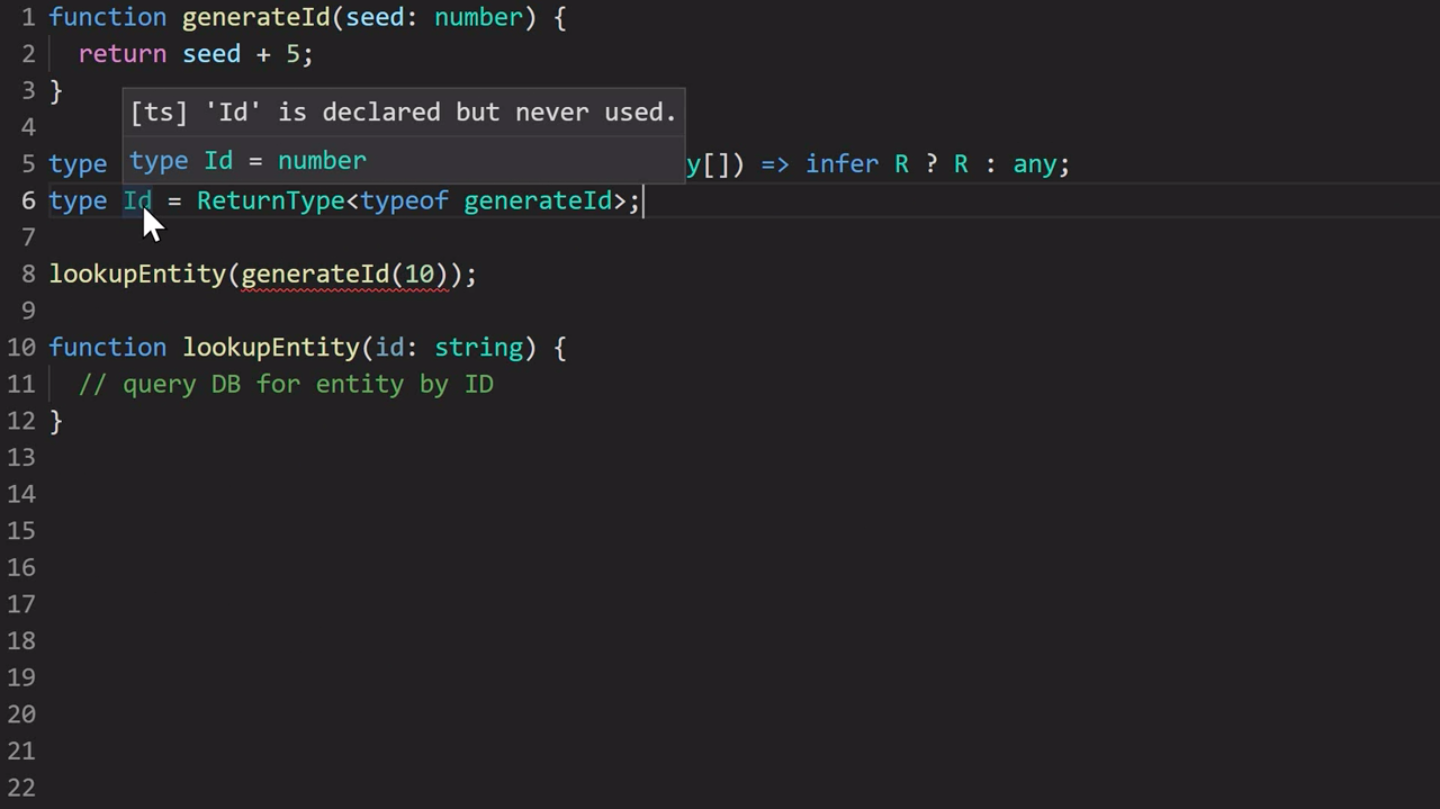 1 function generateId(seed: number) {
2 return seed + 5;
3 }
[ts] 'Id' is declared but never used.
4
type Id = number
5 type y[]) => infer R ? R : any;
6 type Id = ReturnType<typeof generateId>;
7
8 lookupEntity(generateId(10));
9
10 function lookupEntity(id: string) {
11 // query DB for entity by ID
12 }
13
14
15
16
17
18
19
20
21
22